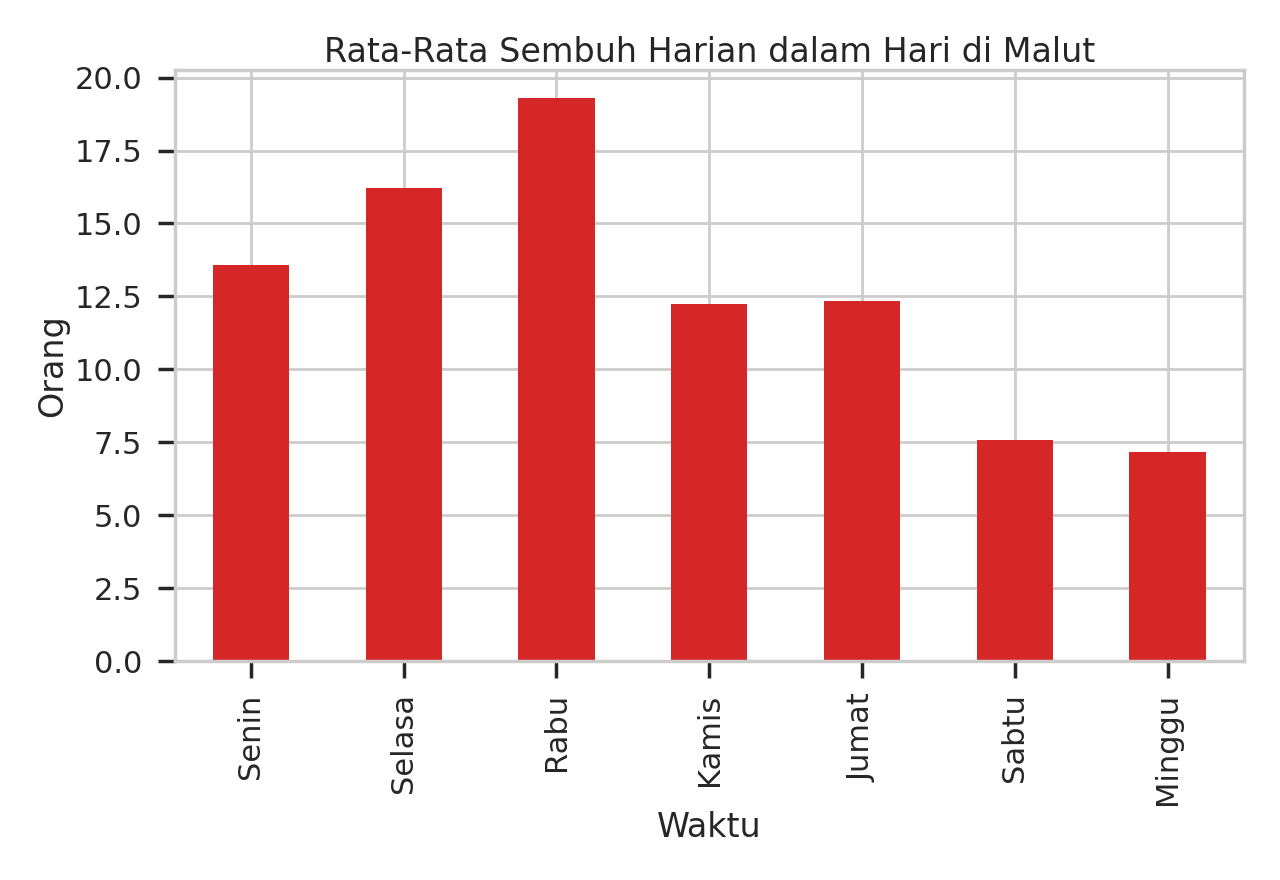 Rata-Rata Sembuh Harian dalam Hari di Malut
20.0
17.5
15.0
12.5
10.0
7.5
5.0
2.5
0.0
Orang
Senin
Selasa
Rabu
Kamis
Jumat
Sabtu
Minggu
Waktu